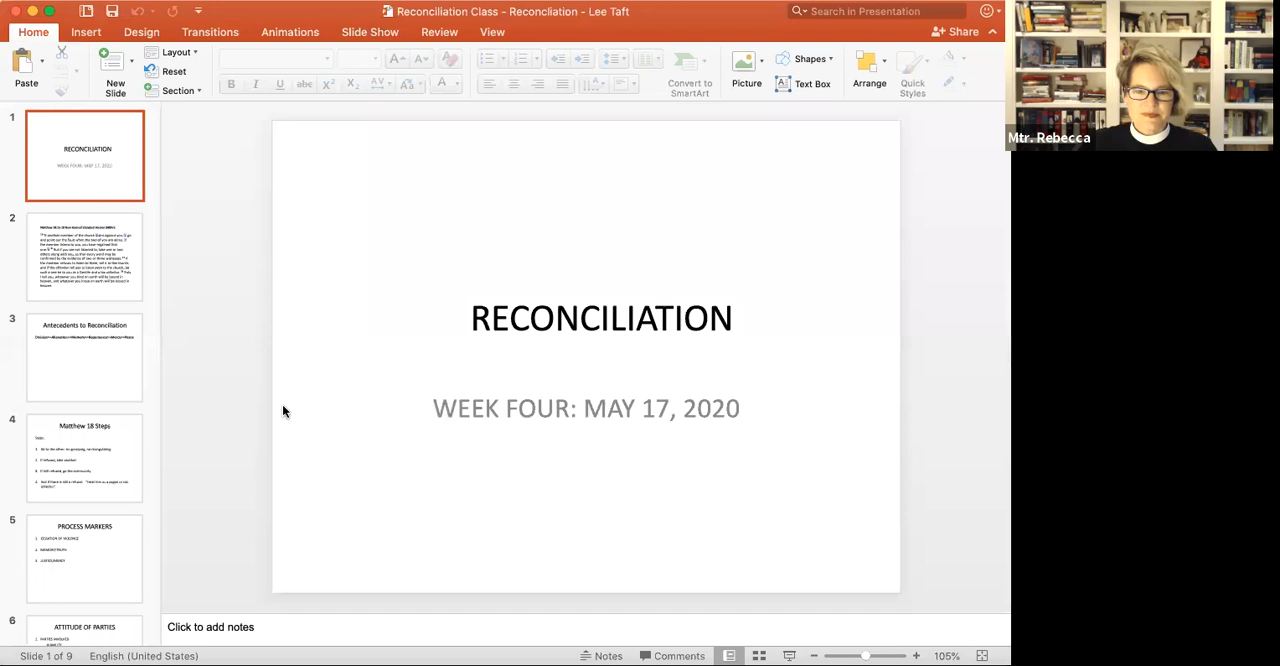 Reconciliation Class - Reconcliation - Lee Taft
Search in Presentation
Home
Insert
Design
Transitions
Animations
Slide Show
Review
View
Share
Paste
New
Slide
Layout
Reset
Section
B I U abc X² X₂
A
Convert to
SmartArt
Picture
Shapes
Text Box
Arrange
Quick
Styles
Mtr. Rebecca
1
RECONCILIATION
WEEK FOUR: MAY 17, 2020
2
3
Antecedents to Reconciliation
4
Matthew 18 Steps
5
PROCESS MARKERS
6
ATTITUDE OF PARTIES
RECONCILIATION
WEEK FOUR: MAY 17, 2020
Click to add notes
Slide 1 of 9
English (United States)
Notes
Comments
105%